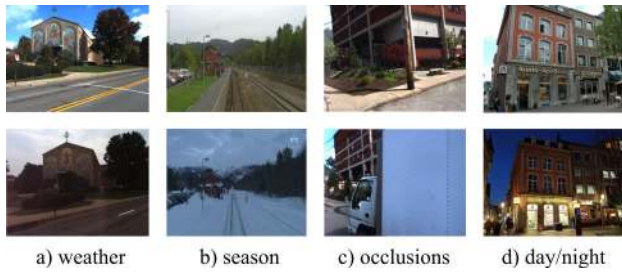 a) weather
b) season
c) occlusions
d) day/night